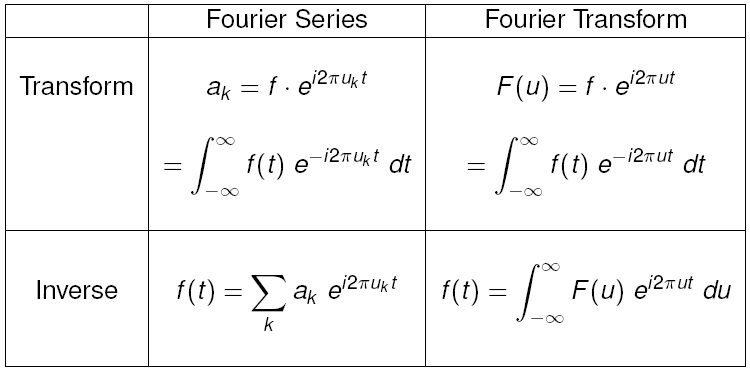 Fourier Series Fourier Transform
Transform a_k = f · e^{i2πu_k t} F(u) = f · e^{i2πut}
= ∫_{-∞}^{∞} f(t) e^{-i2πu_k t} dt = ∫_{-∞}^{∞} f(t) e^{-i2πut} dt
Inverse f(t) = ∑_k a_k e^{i2πu_k t} f(t) = ∫_{-∞}^{∞} F(u) e^{i2πut} du